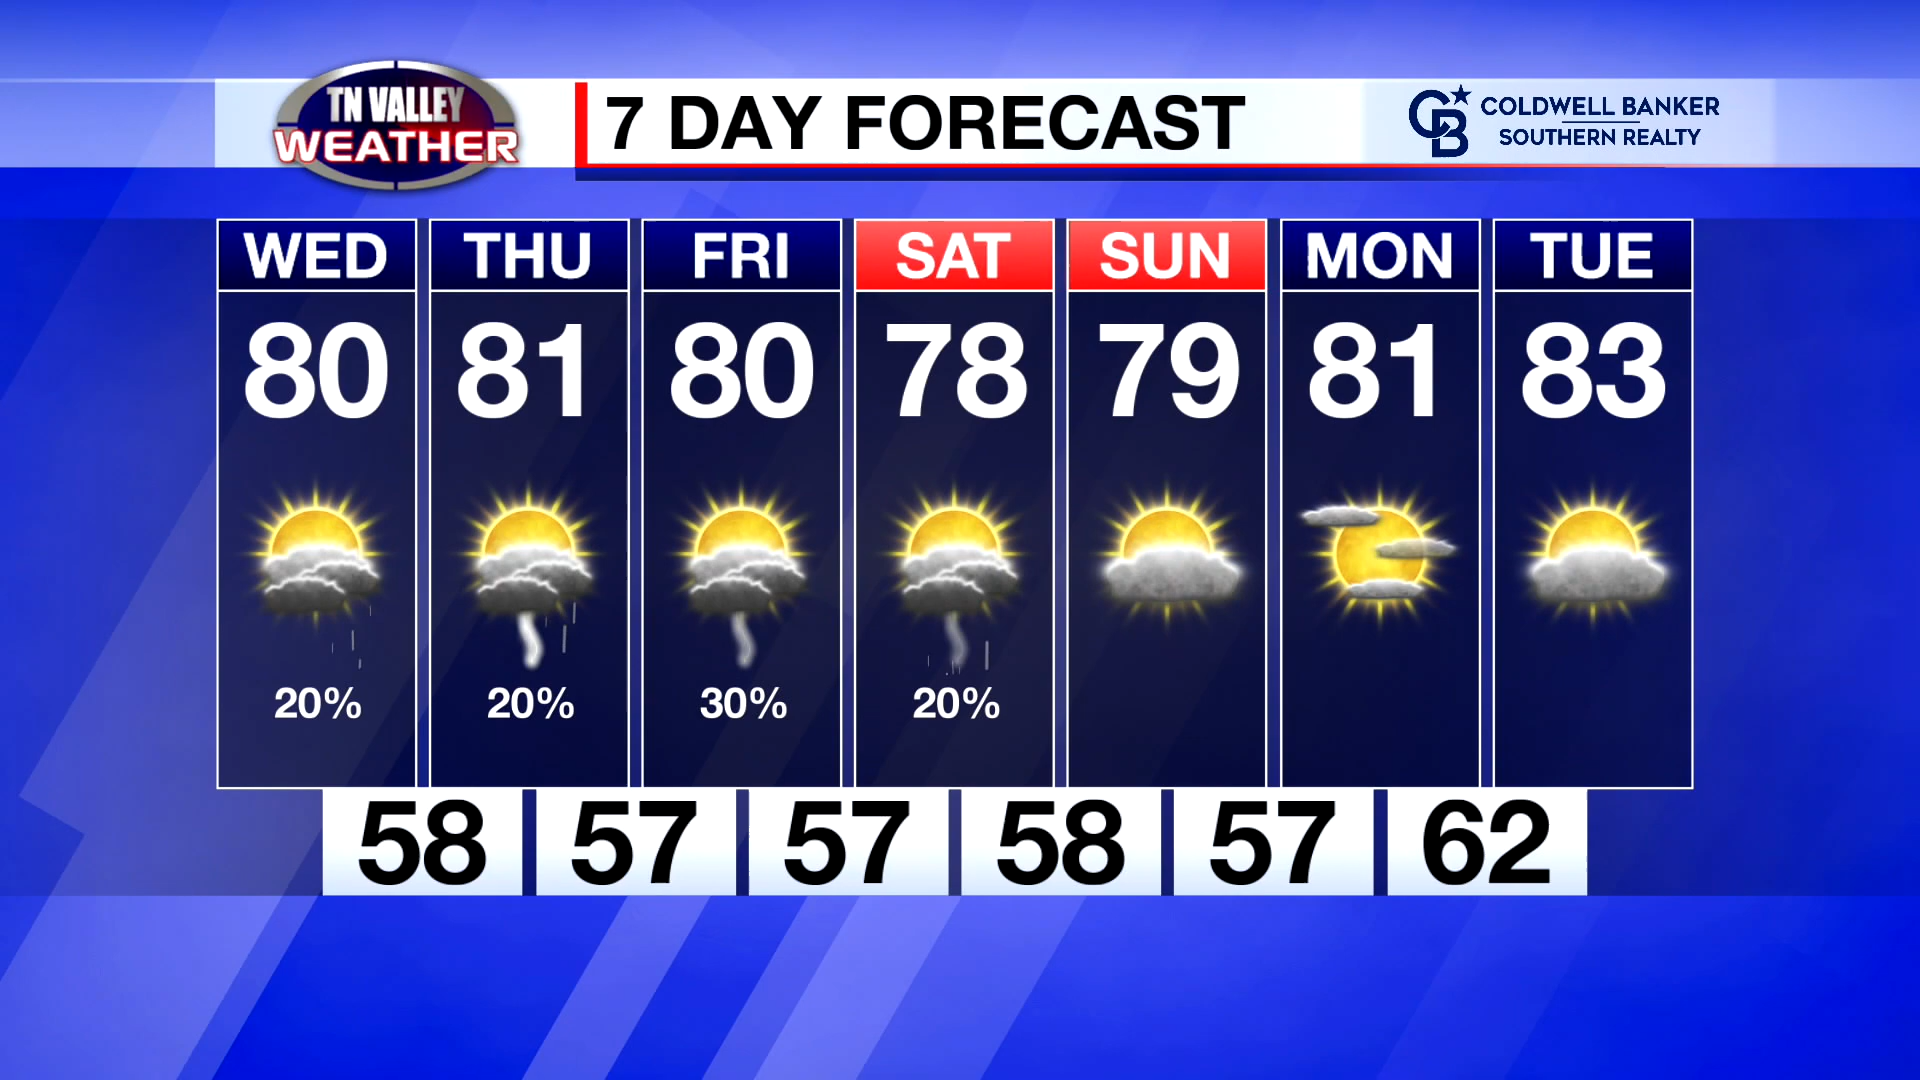 TN VALLEY
WEATHER
7 DAY FORECAST
CB COLDWELL BANKER
SOUTHERN REALTY
WED THU FRI SAT SUN MON TUE
80 81 80 78 79 81 83
20% 20% 30% 20%
58 57 57 58 57 62